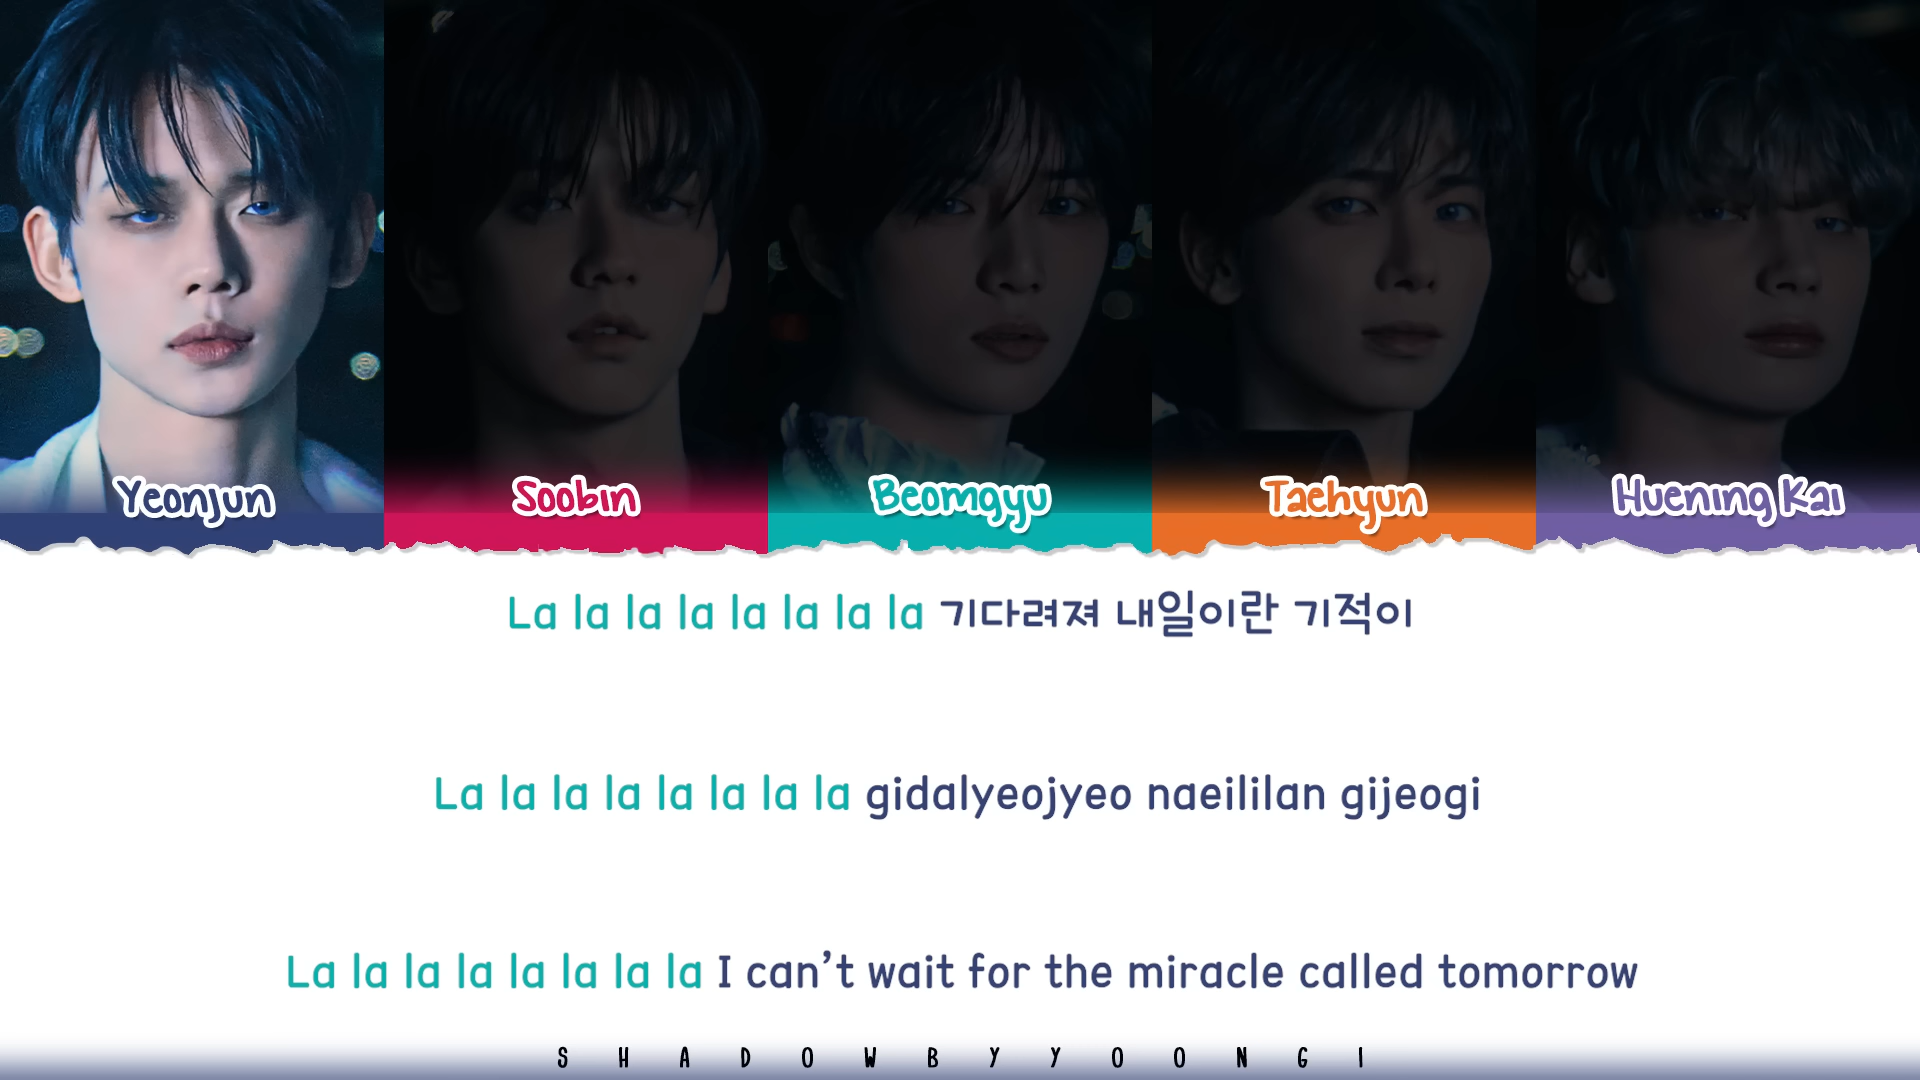 Yeonjun Soobin Beomgyu Taehyun Huening Kai
La la la la la la la la 기다려져 내일이란 기적이
La la la la la la la la gidalyeojyeo naeililan gijeogi
La la la la la la la la I can't wait for the miracle called tomorrow
SHADOWBYYOONGI